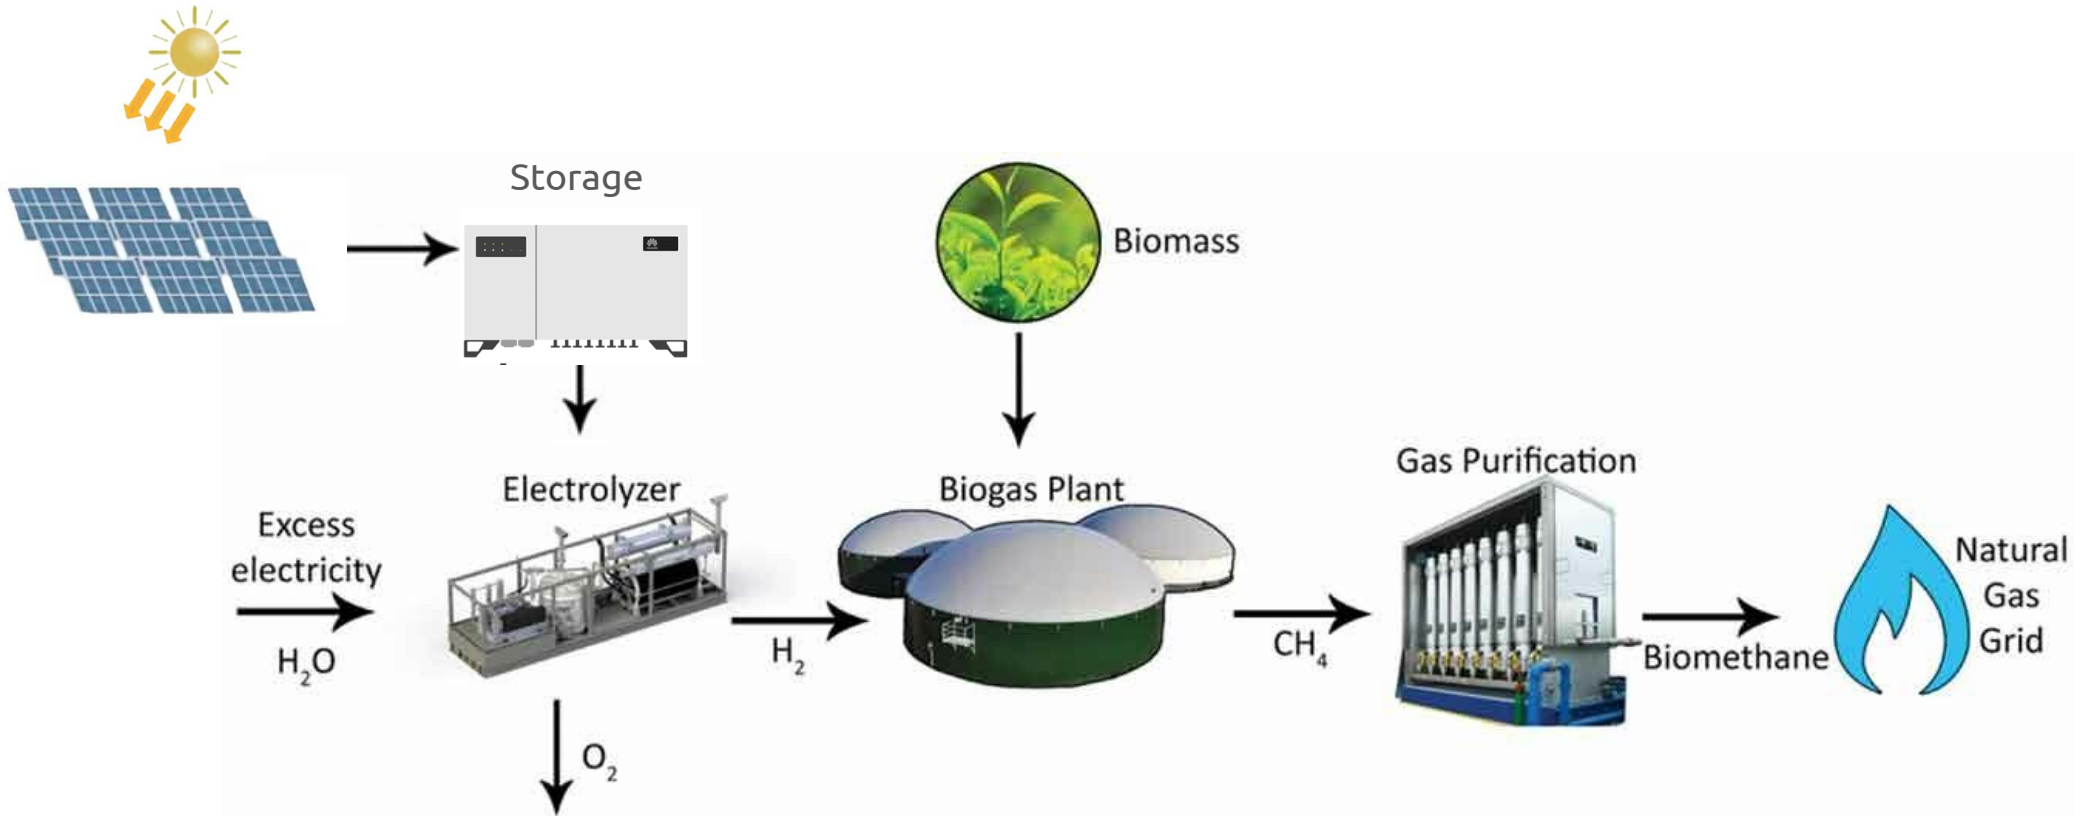 Storage
Biomass
Electrolyzer
Biogas Plant
Gas Purification
Excess
electricity
H₂O
H₂
CH₄
Biomethane
Natural
Gas
Grid
O₂